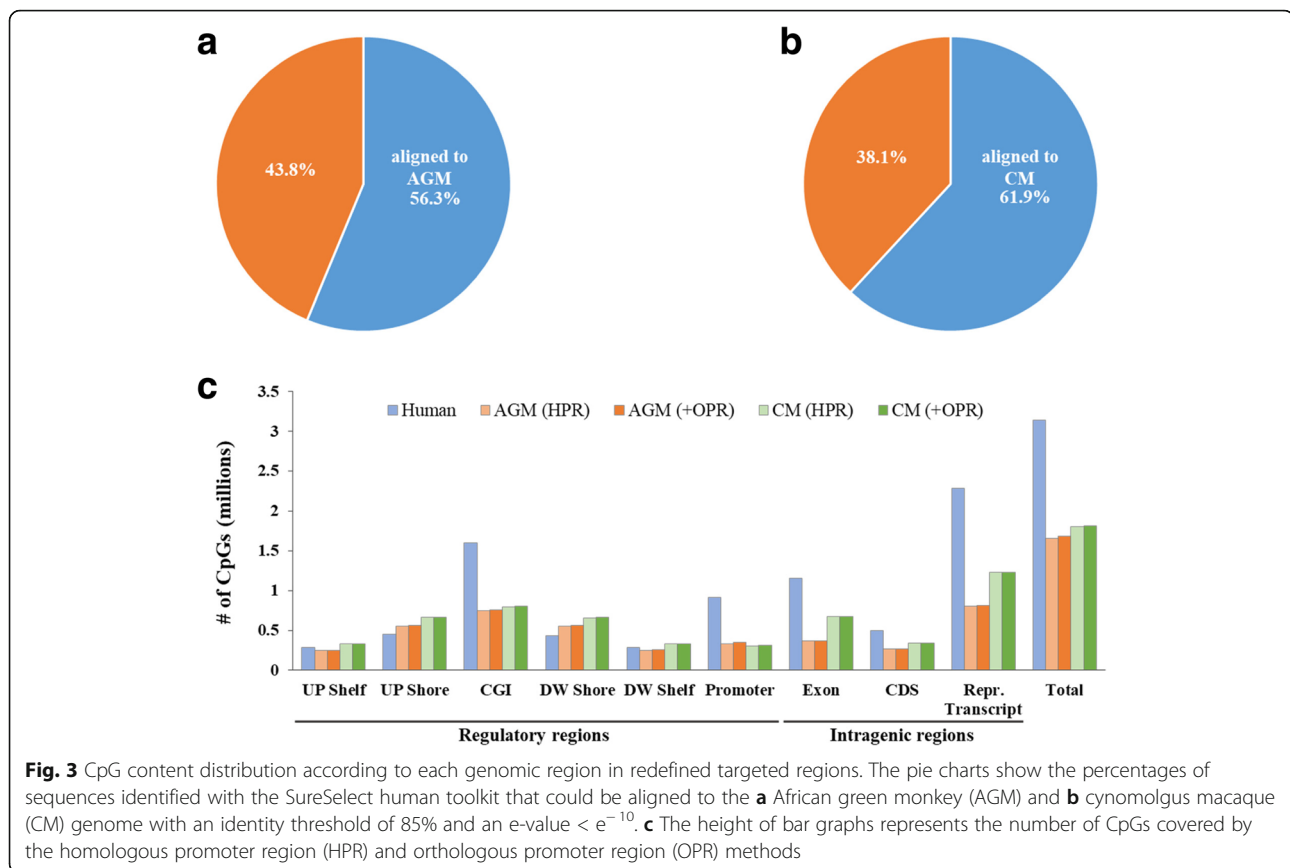 a
43.8%
aligned to
AGM
56.3%
b
38.1%
aligned to
CM
61.9%
c
# of CpGs (millions)
3.5
3
2.5
2
1.5
1
0.5
0
Human AGM (HPR) AGM (+OPR) CM (HPR) CM (+OPR)
UP Shelf UP Shore CGI DW Shore DW Shelf Promoter Exon CDS Repr. Transcript Total
Regulatory regions Intragenic regions
Fig. 3 CpG content distribution according to each genomic region in redefined targeted regions. The pie charts show the percentages of
sequences identified with the SureSelect human toolkit that could be aligned to the a African green monkey (AGM) and b cynomolgus macaque
(CM) genome with an identity threshold of 85% and an e-value < e⁻¹⁰. c The height of bar graphs represents the number of CpGs covered by
the homologous promoter region (HPR) and orthologous promoter region (OPR) methods